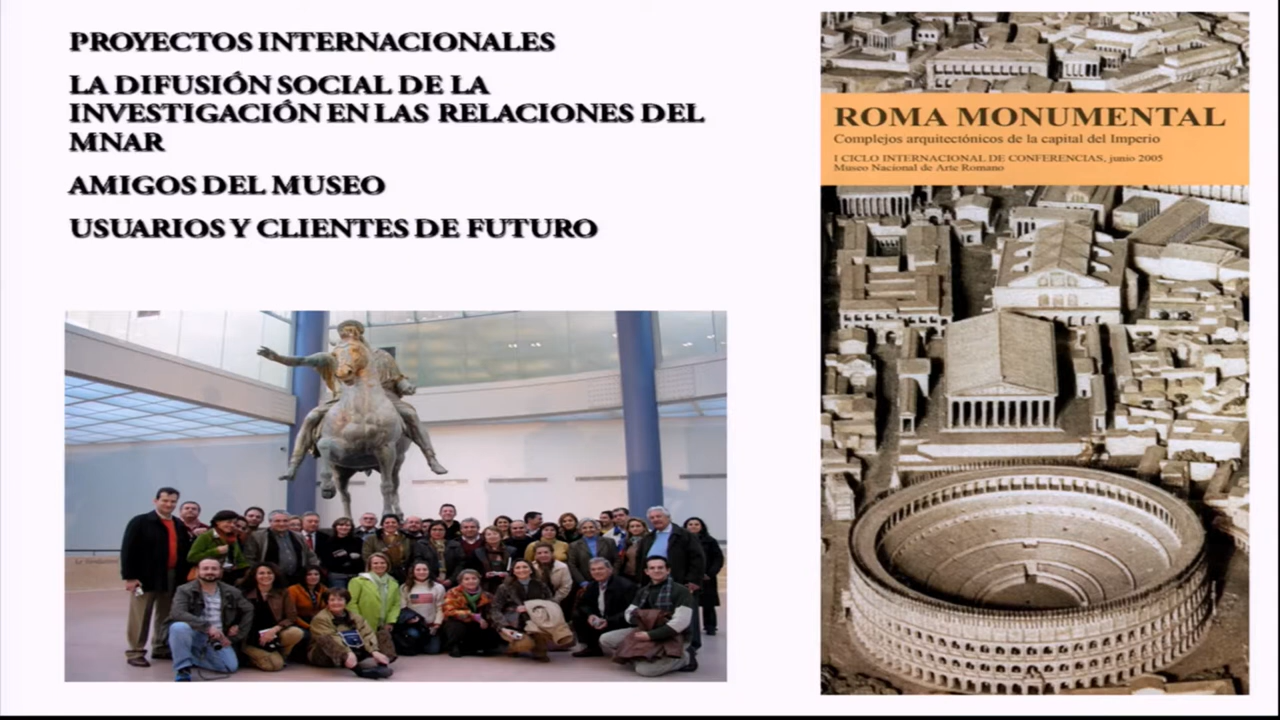 PROYECTOS INTERNACIONALES
LA DIFUSIÓN SOCIAL DE LA
INVESTIGACIÓN EN LAS RELACIONES DEL
MNAR
AMIGOS DEL MUSEO
USUARIOS Y CLIENTES DE FUTURO
ROMA MONUMENTAL
Complejos arquitectónicos de la capital del Imperio
I CICLO INTERNACIONAL DE CONFERENCIAS, junio 2005
Museo Nacional de Arte Romano